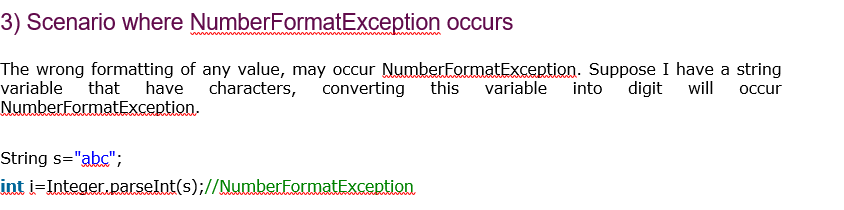 3) Scenario where NumberFormatException occurs
The wrong formatting of any value, may occur NumberFormatException. Suppose I have a string
variable that have characters, converting this variable into digit will occur
NumberFormatException.
String s="abc";
int i=Integer.parseInt(s);//NumberFormatException